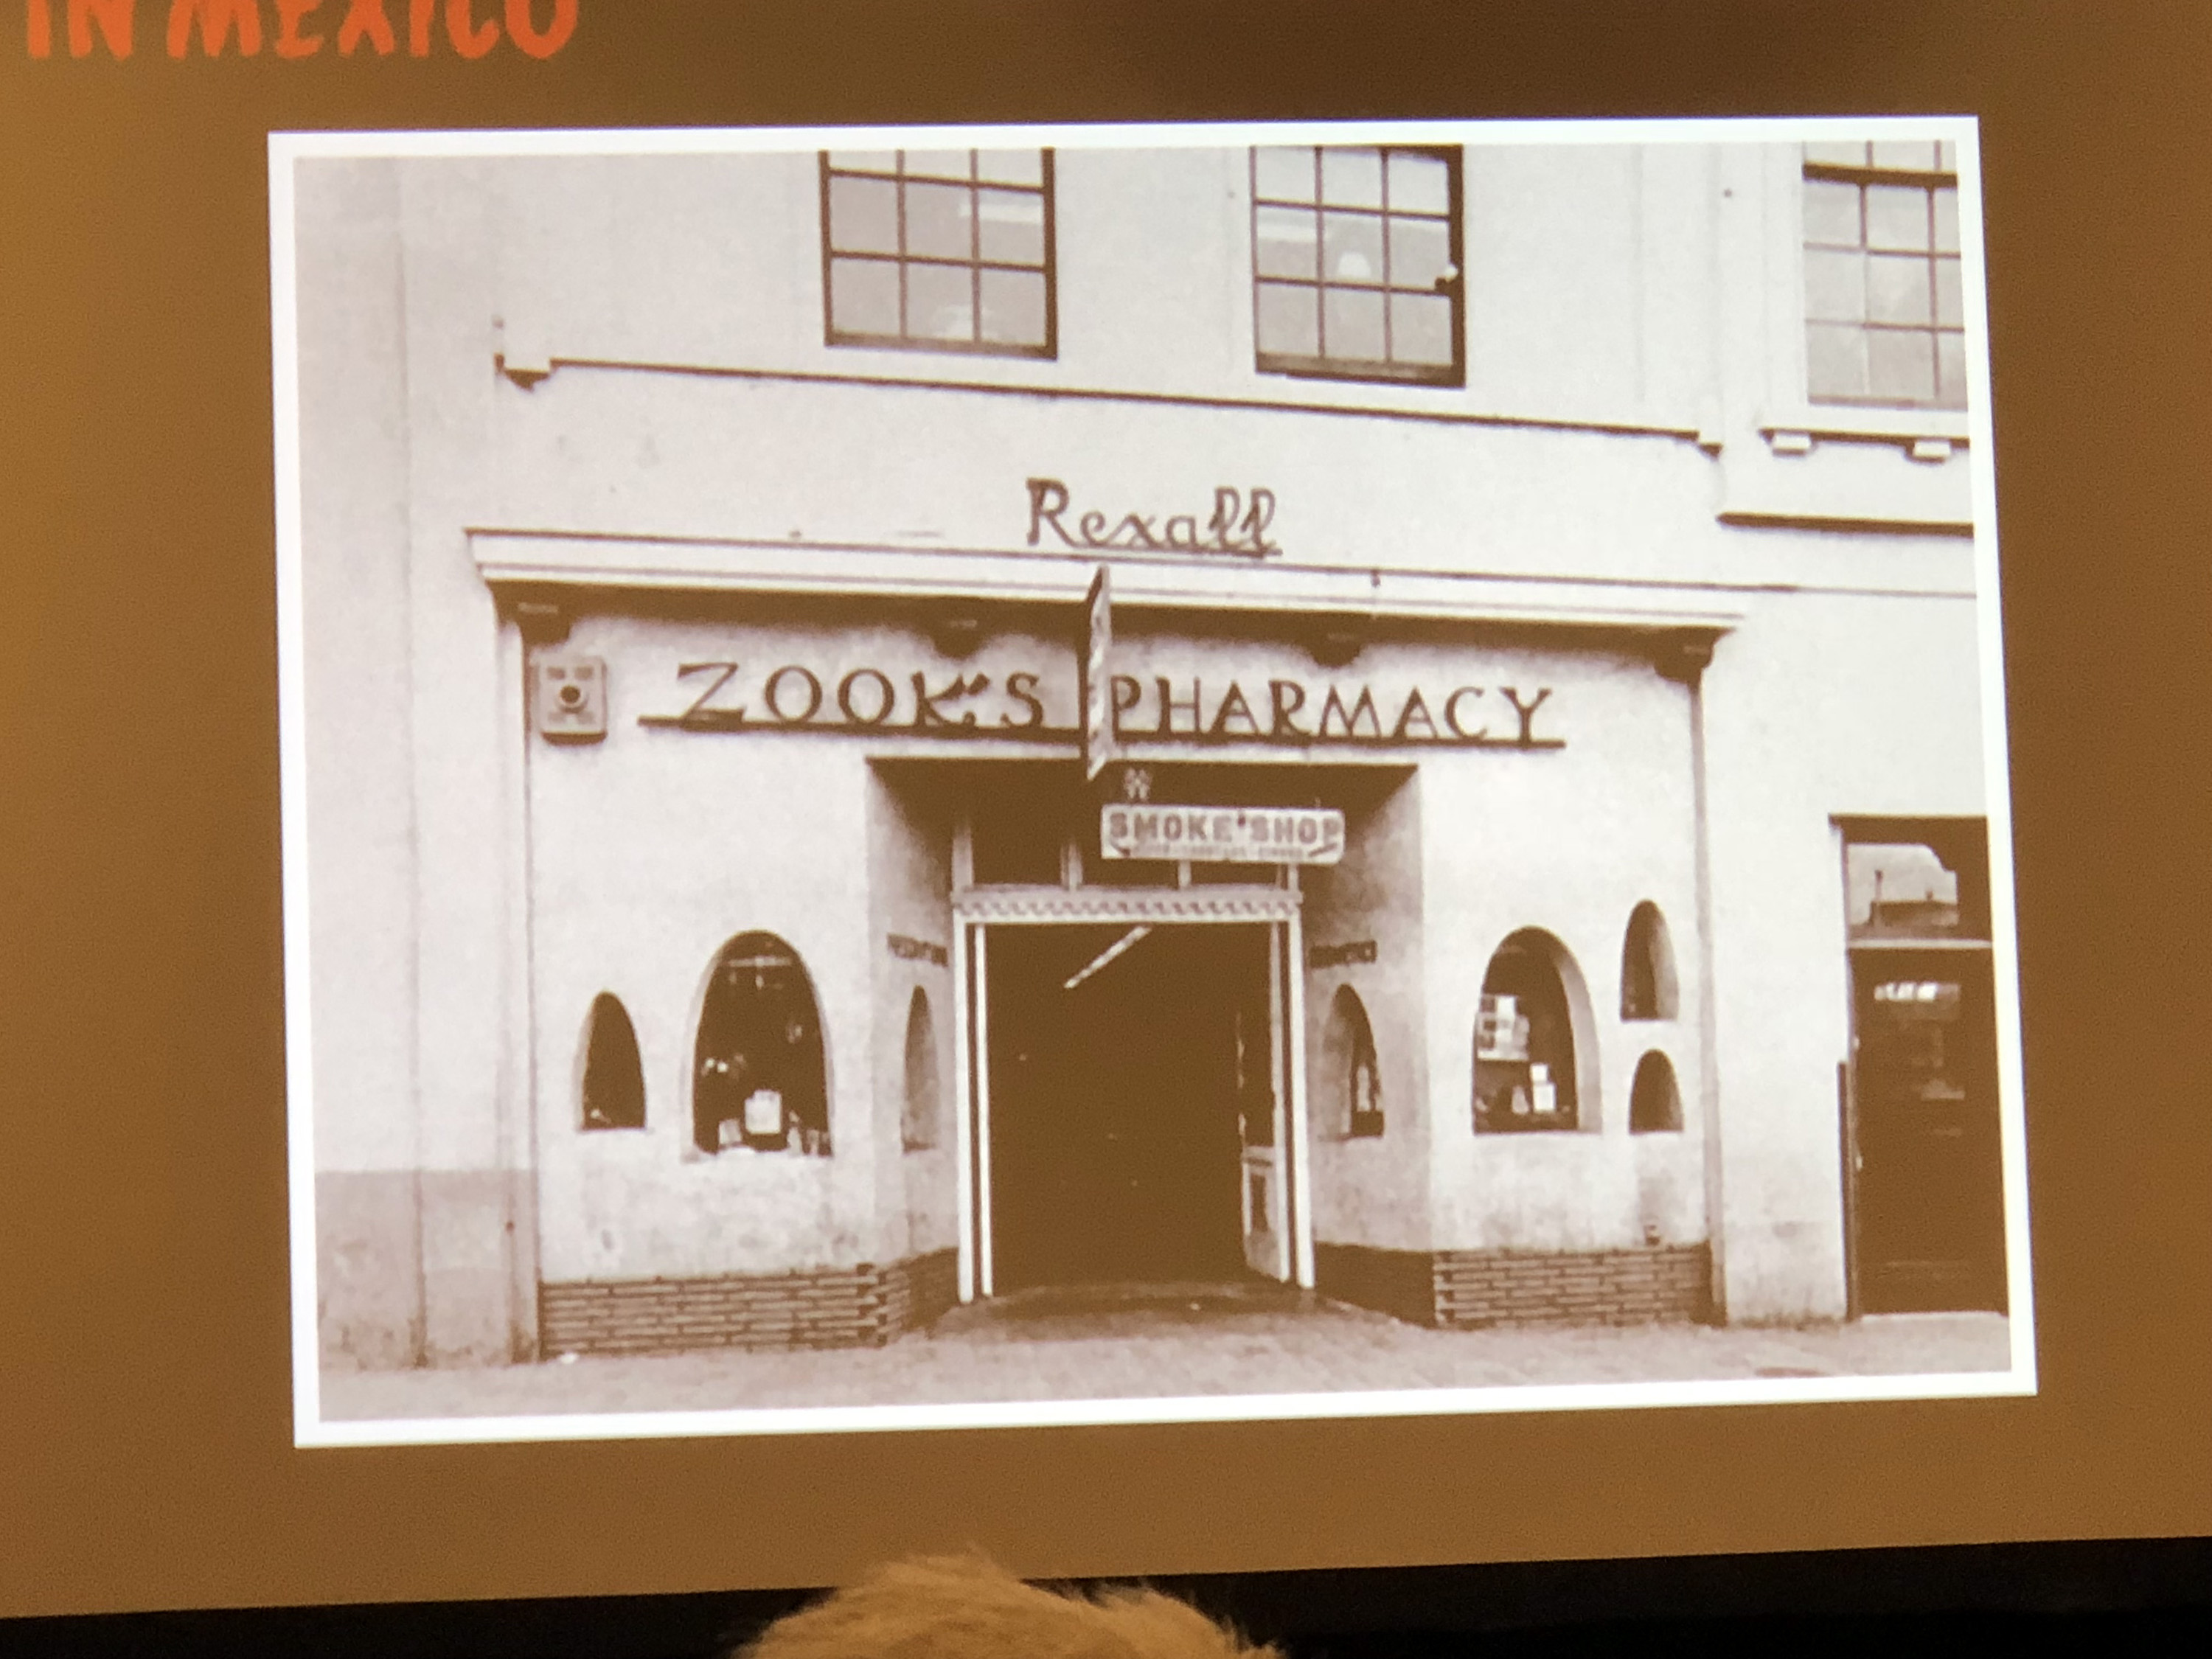 IN MEXICO
Rexall
ZOOK'S PHARMACY
SMOKE SHOP